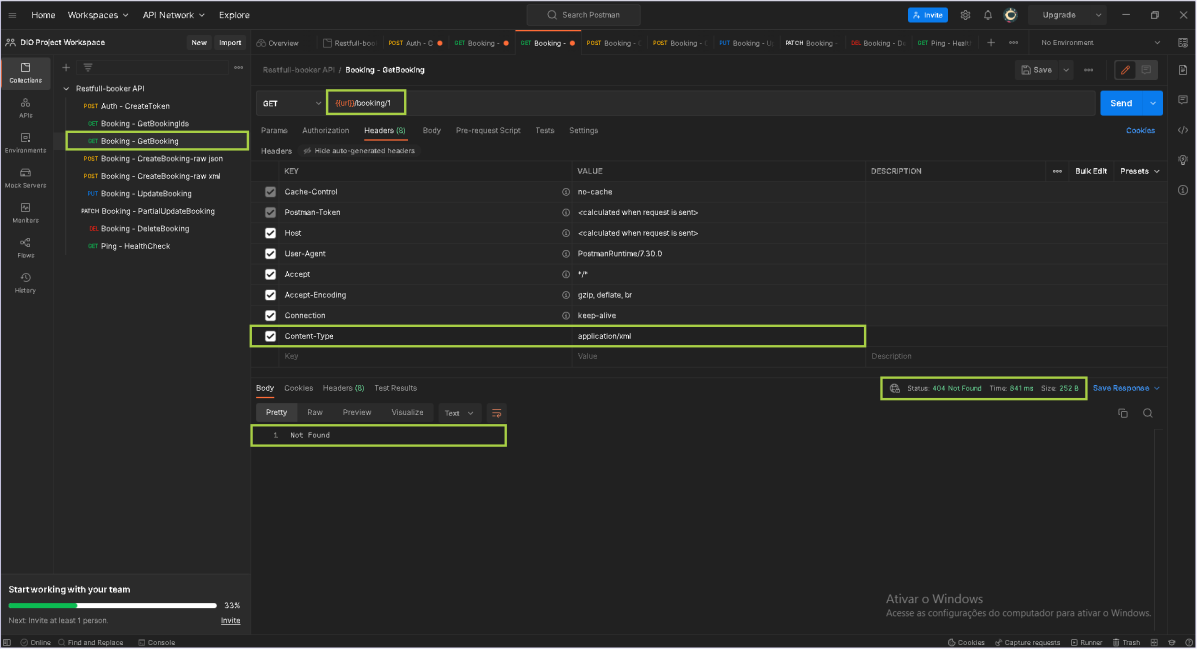 Home Workspaces API Network Explore Search Postman Invite Upgrade
DIO Project Workspace New Import Overview Restfull-boo POST Auth - C GET Booking - GET Booking - POST Booking - POST Booking - PUT Booking - PATCH Booking - DEL Booking - GET Ping - No Environment
Collections
APIs
Environments
Mock Servers
Monitors
Flows
History
Restfull-booker API
POST Auth - CreateToken
GET Booking - GetBookingIds
GET Booking - GetBooking
POST Booking - CreateBooking-raw json
POST Booking - CreateBooking-raw xml
PUT Booking - UpdateBooking
PATCH Booking - PartialUpdateBooking
DEL Booking - DeleteBooking
GET Ping - HealthCheck
Restfull-booker API / Booking - GetBooking Save
GET {{url}}/booking/1 Send
Params Authorization Headers (8) Body Pre-request Script Tests Settings Cookies
Headers Hide auto-generated headers
KEY VALUE DESCRIPTION Bulk Edit Presets
Cache-Control no-cache
Postman-Token <calculated when request is sent>
Host <calculated when request is sent>
User-Agent PostmanRuntime/7.30.0
Accept */*
Accept-Encoding gzip, deflate, br
Connection keep-alive
Content-Type application/xml
Key Value Description
Body Cookies Headers (8) Test Results Status: 404 Not Found Time: 841 ms Size: 252 B Save Response
Pretty Raw Preview Visualize Text
1 Not Found
Start working with your team
33%
Next: Invite at least 1 person. Invite
Ativar o Windows
Acesse as configurações do computador para ativar o Windows.
Online Find and Replace Console Cookies Capture requests Runner Trash